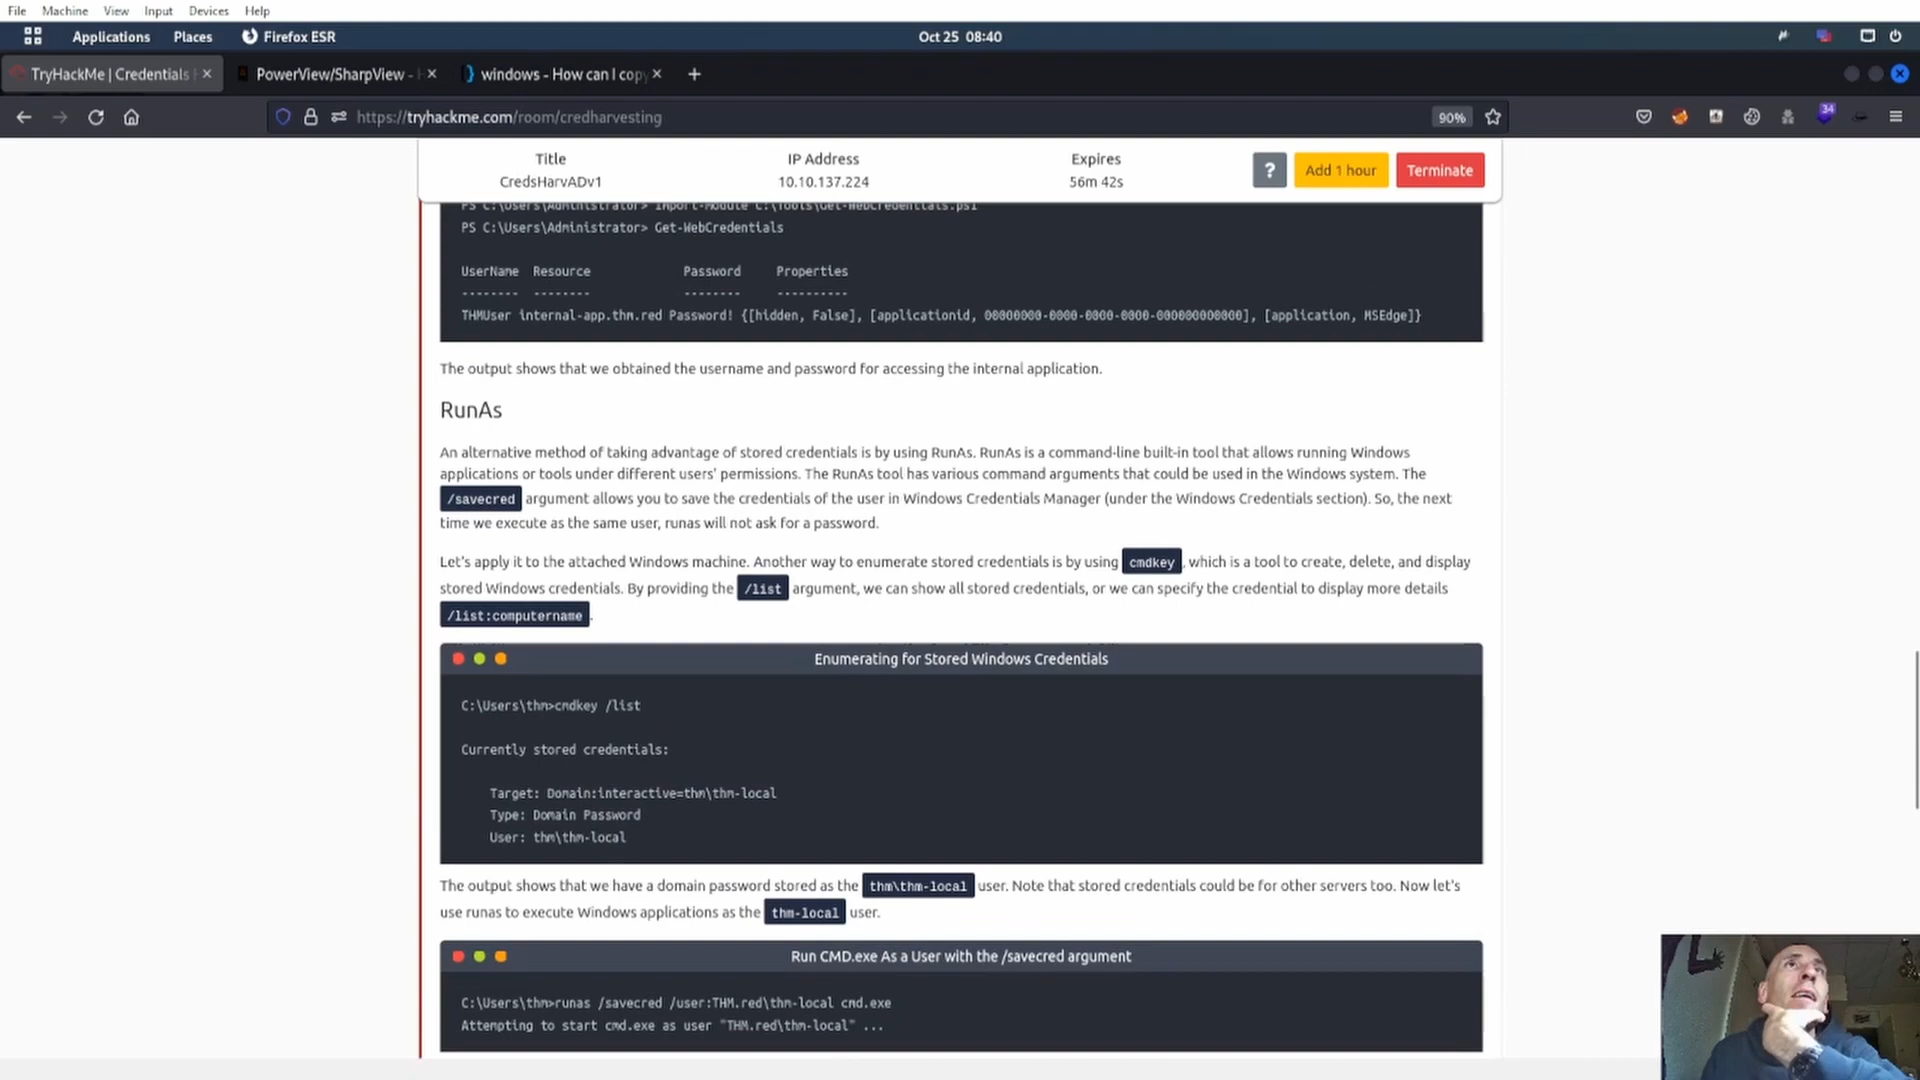 File Machine View Input Devices Help
Applications Places Firefox ESR Oct 25 08:40
TryHackMe | Credentials PowerView/SharpView - windows - How can I copy
https://tryhackme.com/room/credharvesting 90% 34
Title IP Address Expires
CredsHarvADv1 10.10.137.224 56m 42s ? Add 1 hour Terminate
PS C:\Users\Administrator> Import-Module C:\Tools\Get-WebCredentials.ps1
PS C:\Users\Administrator> Get-WebCredentials
UserName Resource Password Properties
-------- -------- -------- ----------
THMUser internal-app.thm.red Password! {[hidden, False], [applicationid, 00000000-0000-0000-0000-000000000000], [application, MSEdge]}
The output shows that we obtained the username and password for accessing the internal application.
RunAs
An alternative method of taking advantage of stored credentials is by using RunAs. RunAs is a command-line built-in tool that allows running Windows
applications or tools under different users' permissions. The RunAs tool has various command arguments that could be used in the Windows system. The
/savecred argument allows you to save the credentials of the user in Windows Credentials Manager (under the Windows Credentials section). So, the next
time we execute as the same user, runas will not ask for a password.
Let's apply it to the attached Windows machine. Another way to enumerate stored credentials is by using cmdkey, which is a tool to create, delete, and display
stored Windows credentials. By providing the /list argument, we can show all stored credentials, or we can specify the credential to display more details
/list:computername.
Enumerating for Stored Windows Credentials
C:\Users\thm>cmdkey /list
Currently stored credentials:
Target: Domain:interactive=thm\thm-local
Type: Domain Password
User: thm\thm-local
The output shows that we have a domain password stored as the thm\thm-local user. Note that stored credentials could be for other servers too. Now let's
use runas to execute Windows applications as the thm-local user.
Run CMD.exe As a User with the /savecred argument
C:\Users\thm>runas /savecred /user:THM.red\thm-local cmd.exe
Attempting to start cmd.exe as user "THM.red\thm-local" ...